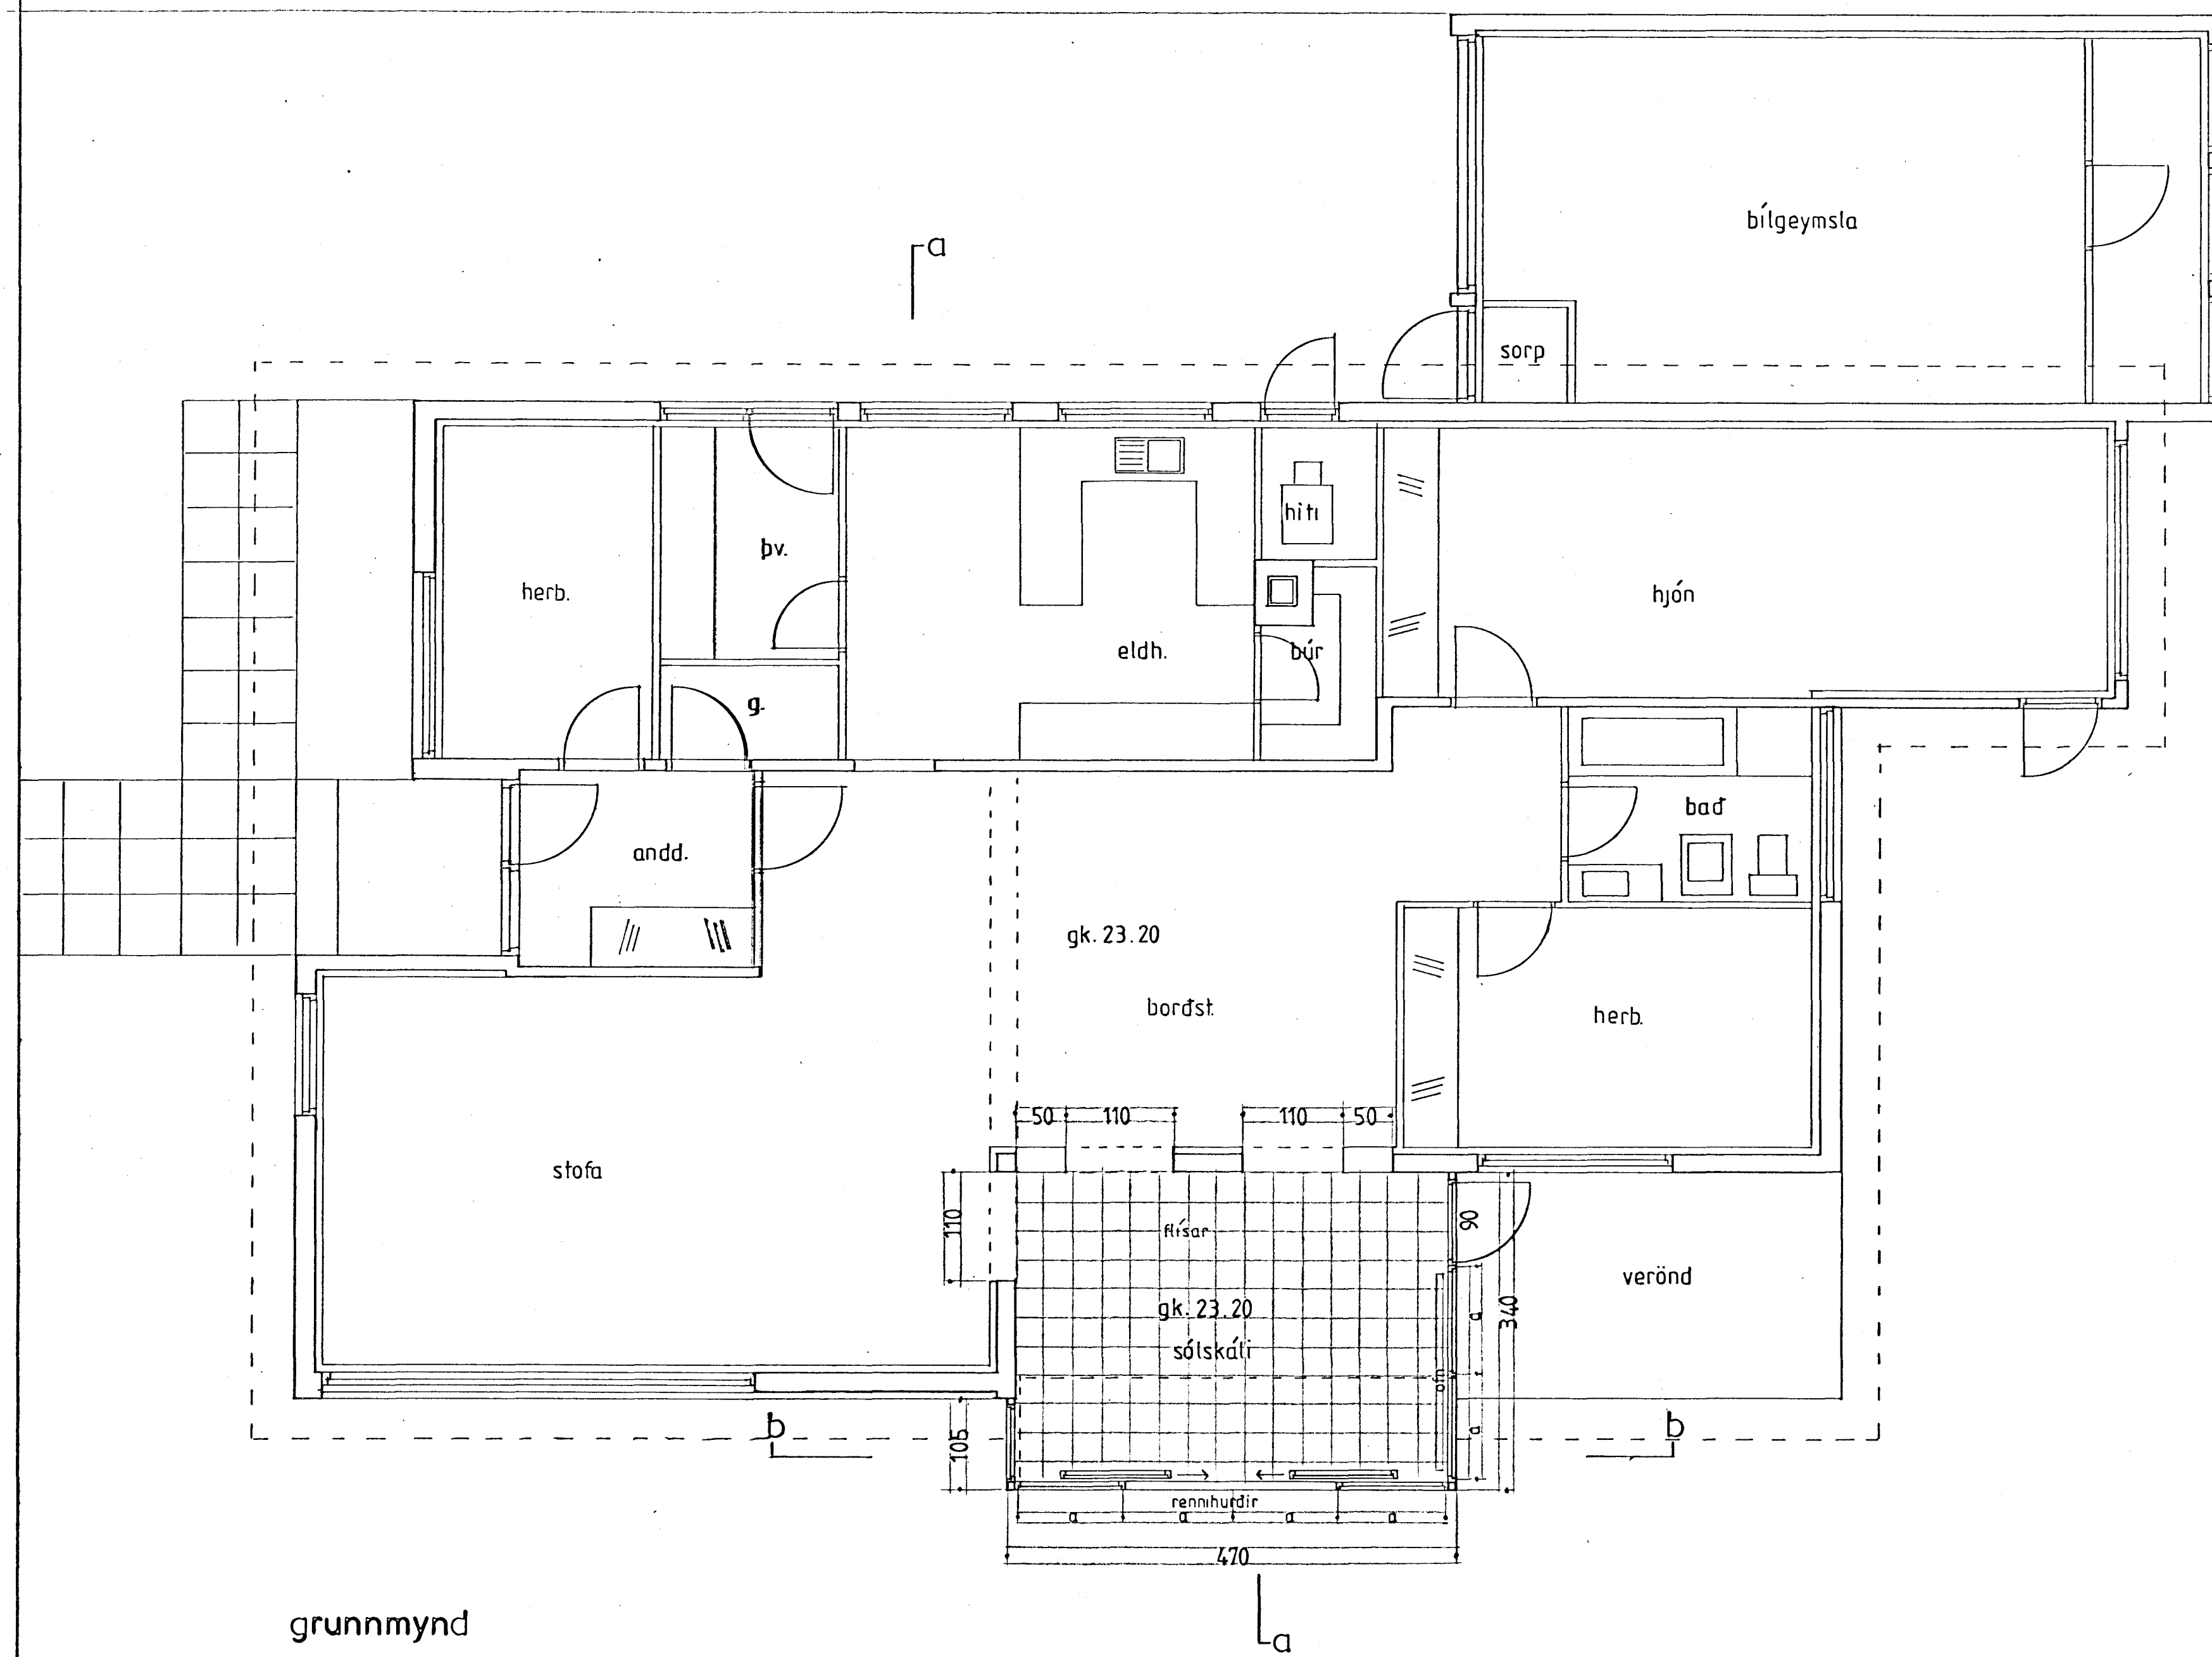 a
bílgeymsla
sorp
hiti
þv.
herb.
hjón
eldh.
búr
g.
bað
andd.
gk. 23.20
borðst.
herb.
50 110 110 50
stofa
110
flísar
90
verönd
gk. 23.20
340
a
sólskáli
ofn
b
b
105
a
rennihurðir
a a a a
470
grunnmynd
a